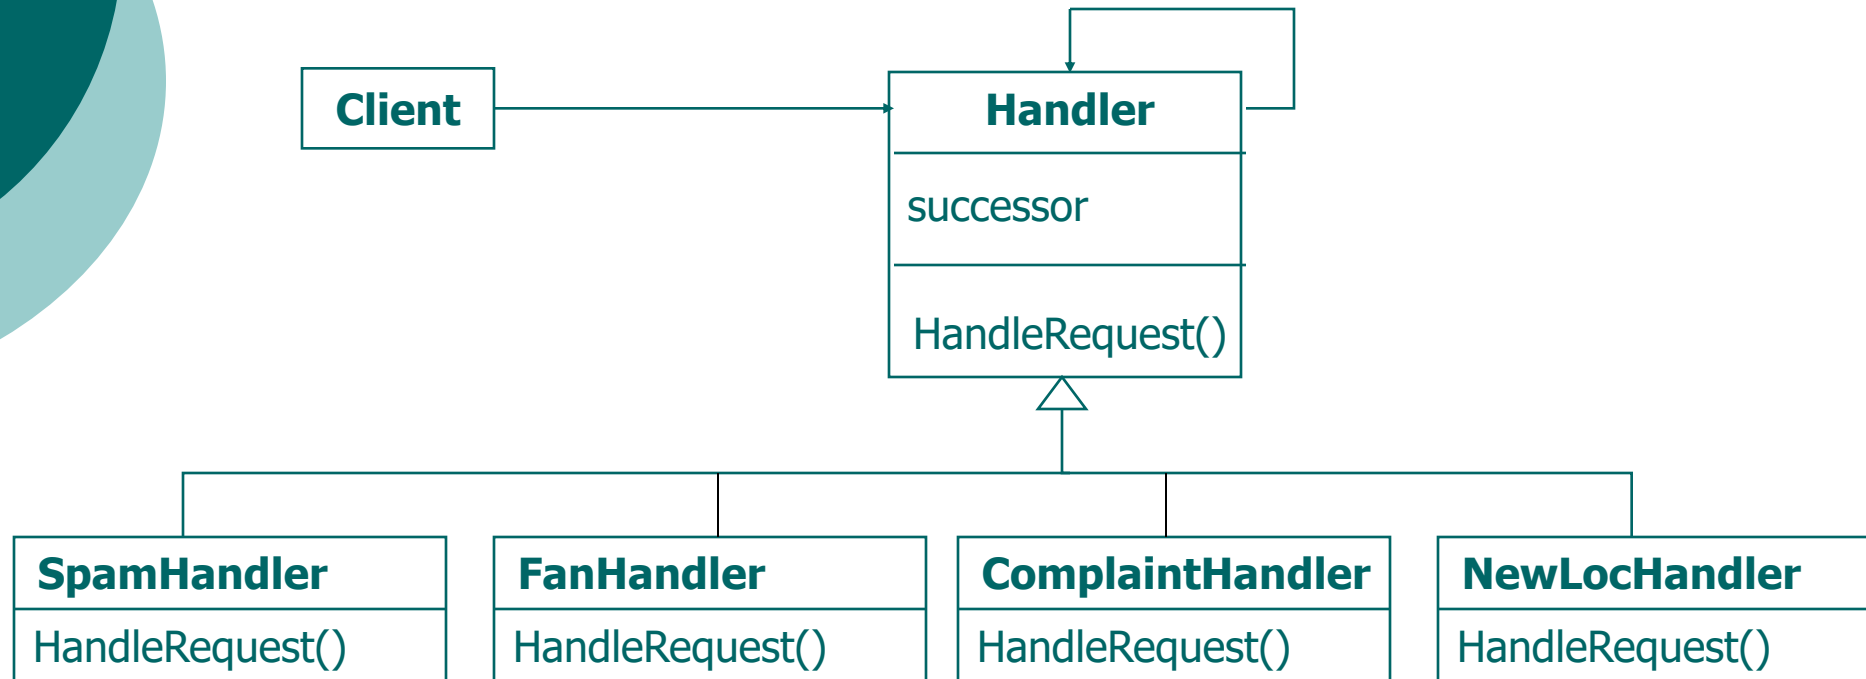 Client
Handler
successor
HandleRequest()
SpamHandler
FanHandler
ComplaintHandler
NewLocHandler
HandleRequest()
HandleRequest()
HandleRequest()
HandleRequest()